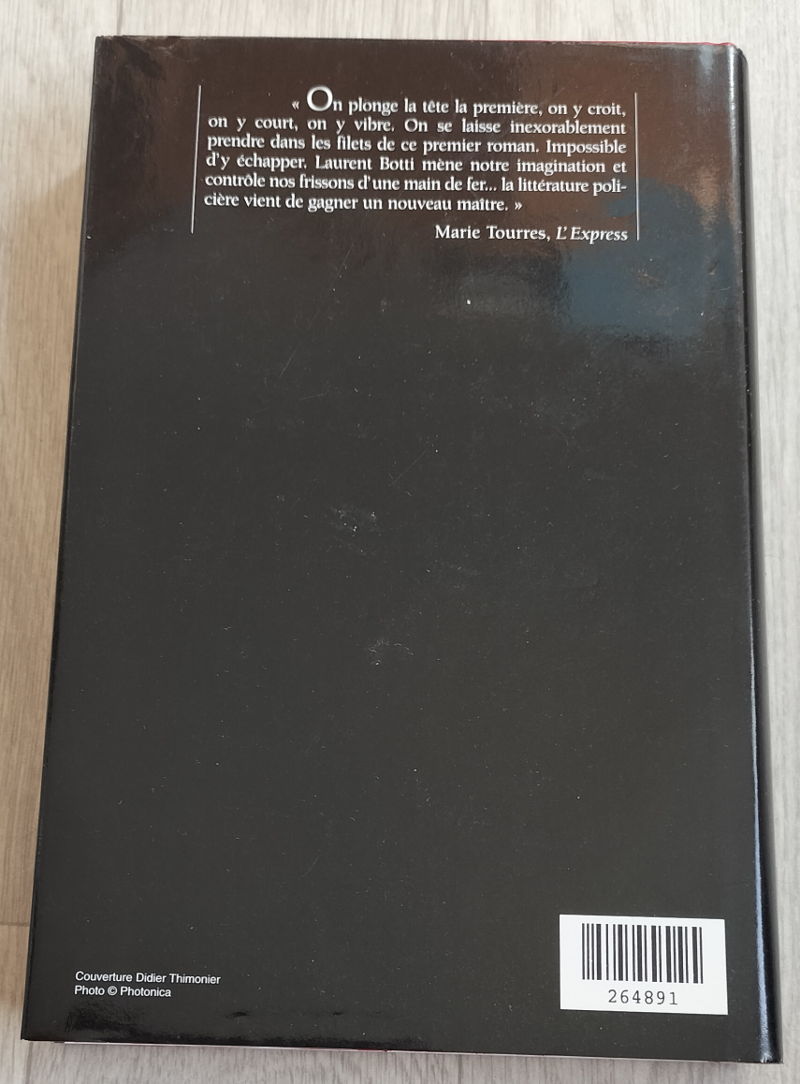 « On plonge la tête la première, on y croit,
on y court, on y vibre. On se laisse inexorablement
prendre dans les filets de ce premier roman. Impossible
d'y échapper. Laurent Botti mène notre imagination et
contrôle nos frissons d'une main de fer... la littérature poli-
cière vient de gagner un nouveau maître. »
Marie Tourres, L'Express
Couverture Didier Thimonier
Photo © Photonica
264891